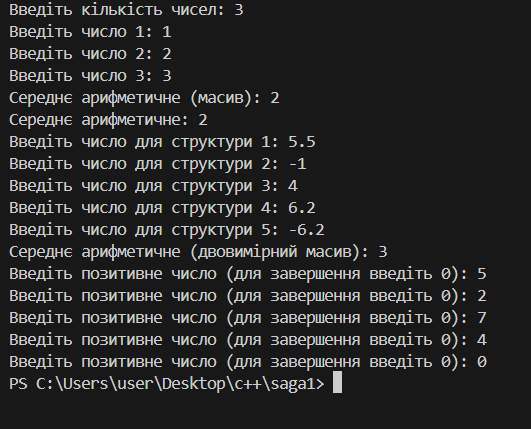 Введіть кількість чисел: 3
Введіть число 1: 1
Введіть число 2: 2
Введіть число 3: 3
Середнє арифметичне (масив): 2
Середнє арифметичне: 2
Введіть число для структури 1: 5.5
Введіть число для структури 2: -1
Введіть число для структури 3: 4
Введіть число для структури 4: 6.2
Введіть число для структури 5: -6.2
Середнє арифметичне (двовимірний масив): 3
Введіть позитивне число (для завершення введіть 0): 5
Введіть позитивне число (для завершення введіть 0): 2
Введіть позитивне число (для завершення введіть 0): 7
Введіть позитивне число (для завершення введіть 0): 4
Введіть позитивне число (для завершення введіть 0): 0
PS C:\Users\user\Desktop\c++\saga1>